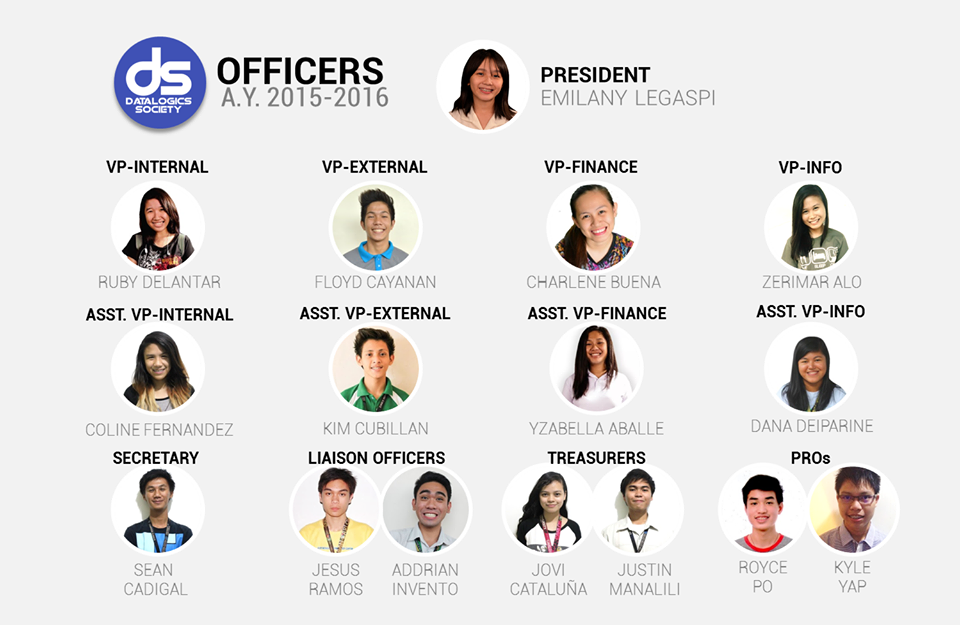 ds
DATALOGICS
SOCIETY
OFFICERS
A.Y. 2015-2016
PRESIDENT
EMILANY LEGASPI
VP-INTERNAL
RUBY DELANTAR
VP-EXTERNAL
FLOYD CAYANAN
VP-FINANCE
CHARLENE BUENA
VP-INFO
ZERIMAR ALO
ASST. VP-INTERNAL
COLINE FERNANDEZ
ASST. VP-EXTERNAL
KIM CUBILLAN
ASST. VP-FINANCE
YZABELLA ABALLE
ASST. VP-INFO
DANA DEIPARINE
SECRETARY
SEAN
CADIGAL
LIAISON OFFICERS
JESUS
RAMOS
ADDRIAN
INVENTO
TREASURERS
JOVI
CATALUÑA
JUSTIN
MANALILI
PROs
ROYCE
PO
KYLE
YAP